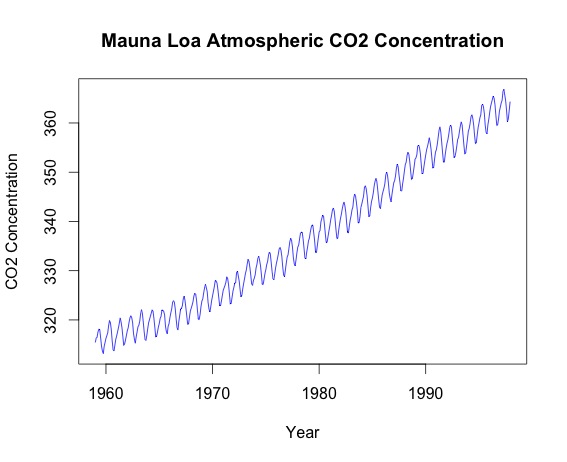 Mauna Loa Atmospheric CO2 Concentration
CO2 Concentration
360
350
340
330
320
1960 1970 1980 1990
Year